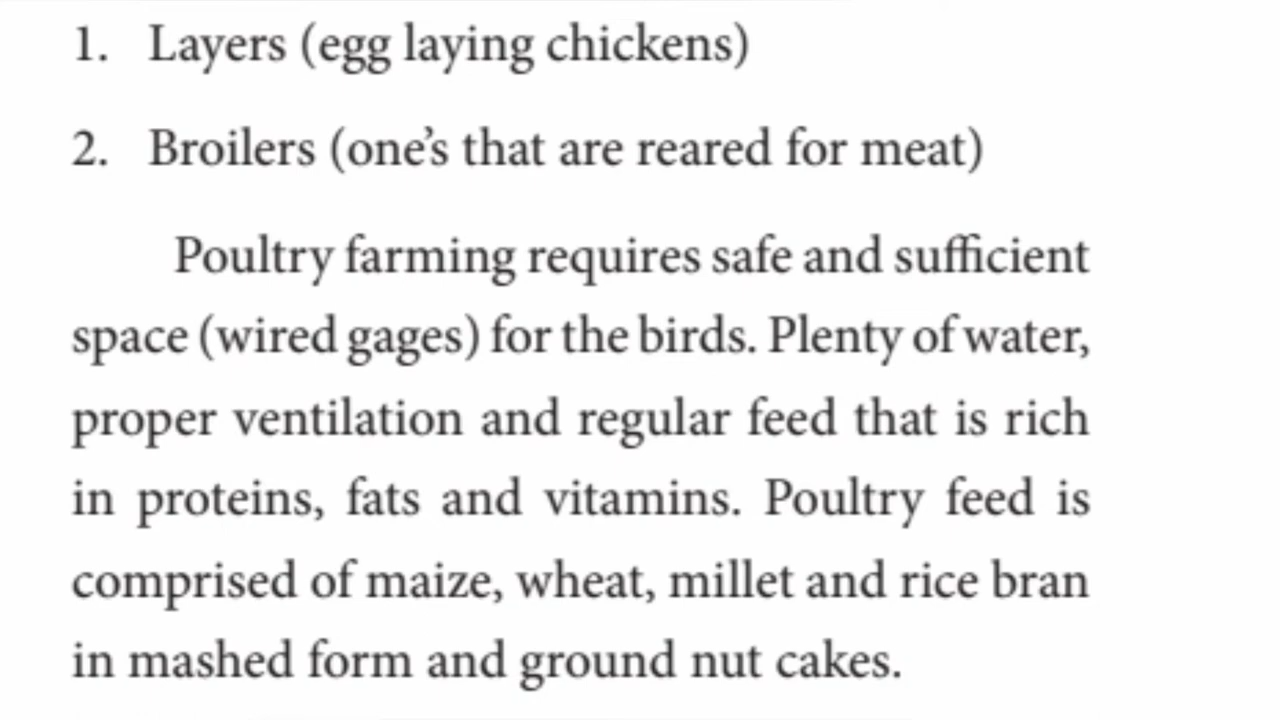 1. Layers (egg laying chickens)
2. Broilers (one's that are reared for meat)
Poultry farming requires safe and sufficient
space (wired gages) for the birds. Plenty of water,
proper ventilation and regular feed that is rich
in proteins, fats and vitamins. Poultry feed is
comprised of maize, wheat, millet and rice bran
in mashed form and ground nut cakes.